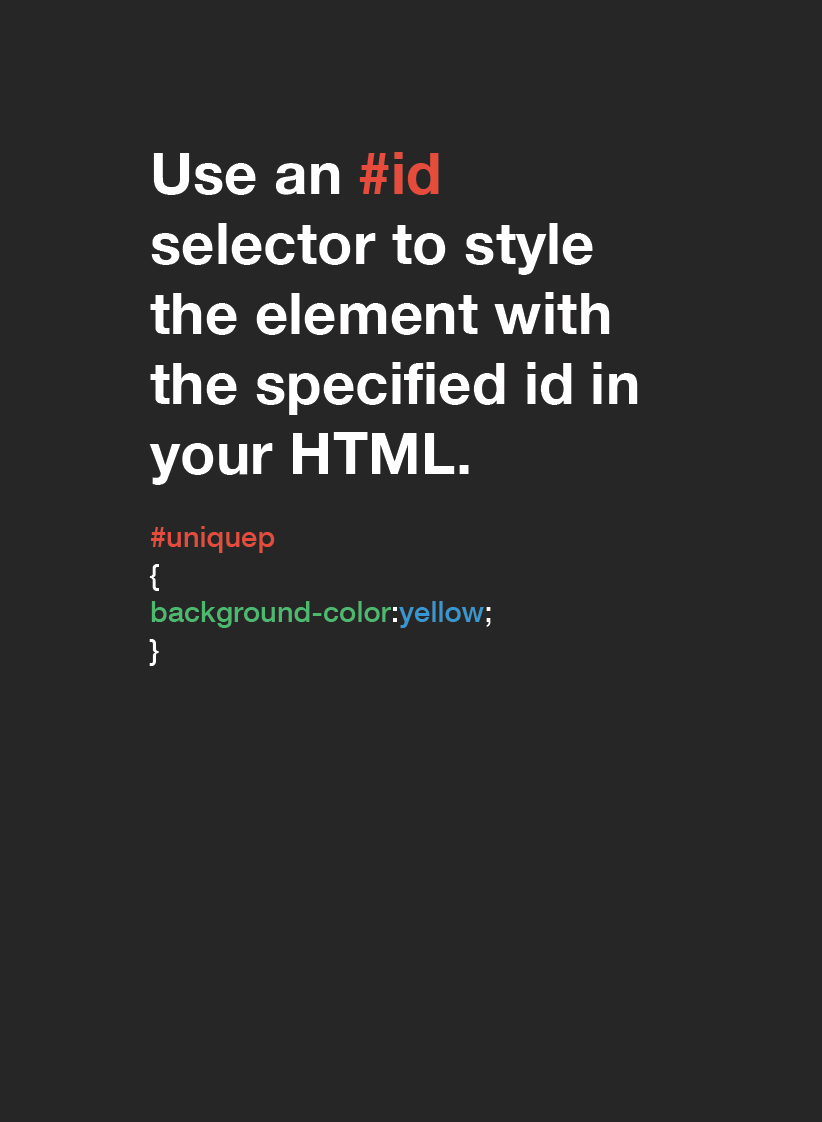 Use an #id
selector to style
the element with
the specified id in
your HTML.
#uniquep
{
background-color:yellow;
}